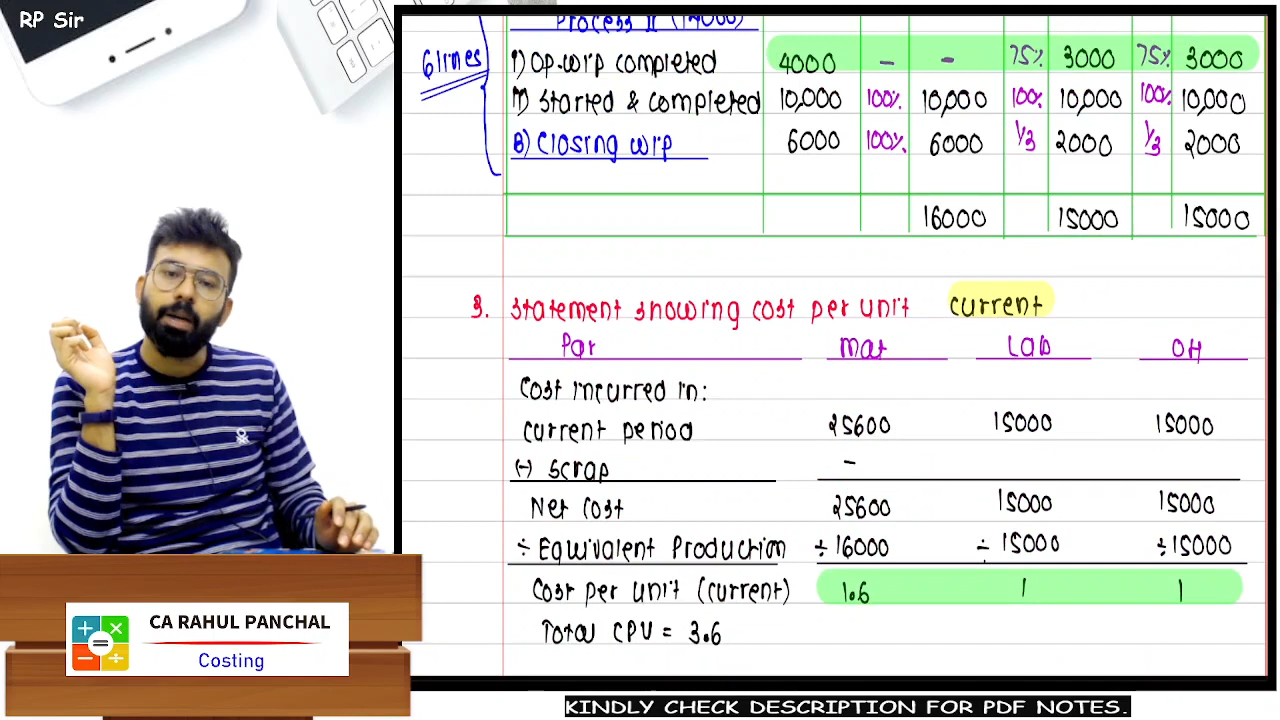 RP Sir
Process II (14000)
6 lines
i) Op. wip completed 4000 - - 75% 3000 75% 3000
ii) Started & completed 10,000 100% 10,000 100% 10,000 100% 10,000
B) Closing wip 6000 100% 6000 1/3 2000 1/3 2000
16000 15000 15000
3. Statement showing cost per unit current
Par Mat Lab OH
Cost incurred in:
current period 25600 15000 15000
(-) Scrap -
Net Cost 25600 15000 15000
÷ Equivalent Production ÷16000 ÷15000 ÷15000
Cost per unit (current) 1.6 1 1
Total CPU = 3.6
CA RAHUL PANCHAL
Costing
KINDLY CHECK DESCRIPTION FOR PDF NOTES.